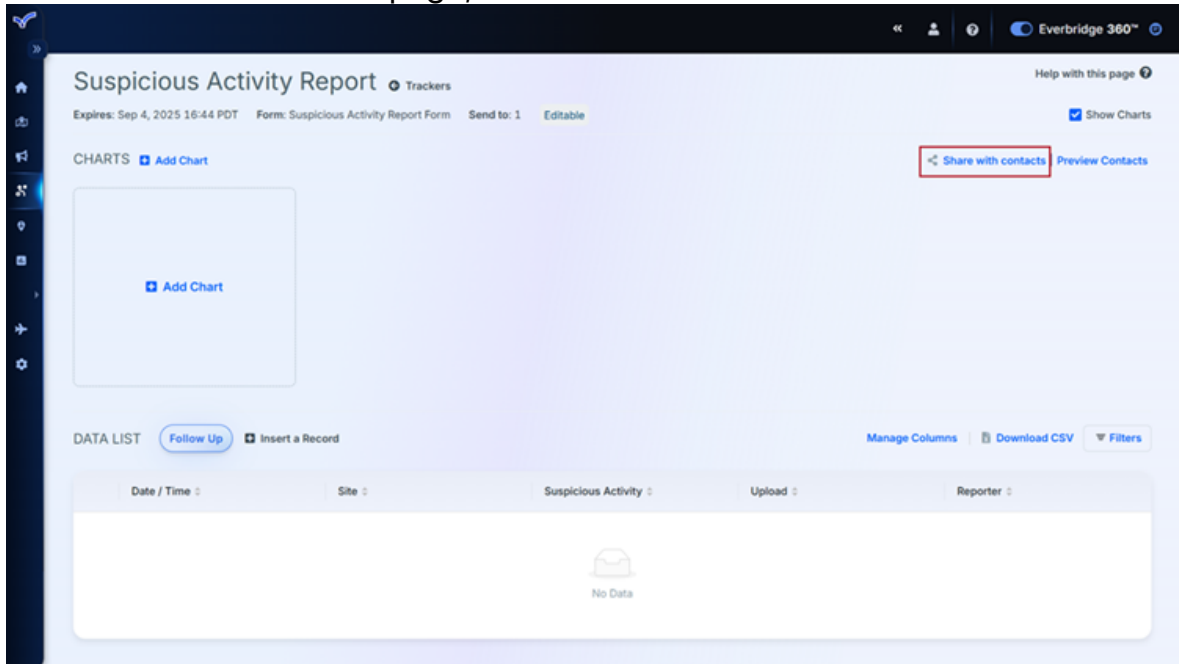 Everbridge 360™
Suspicious Activity Report Trackers
Help with this page
Expires: Sep 4, 2025 16:44 PDT Form: Suspicious Activity Report Form Send to: 1 Editable
Show Charts
CHARTS Add Chart
Share with contacts | Preview Contacts
Add Chart
DATA LIST Follow Up Insert a Record
Manage Columns | Download CSV Filters
Date / Time Site Suspicious Activity Upload Reporter
No Data